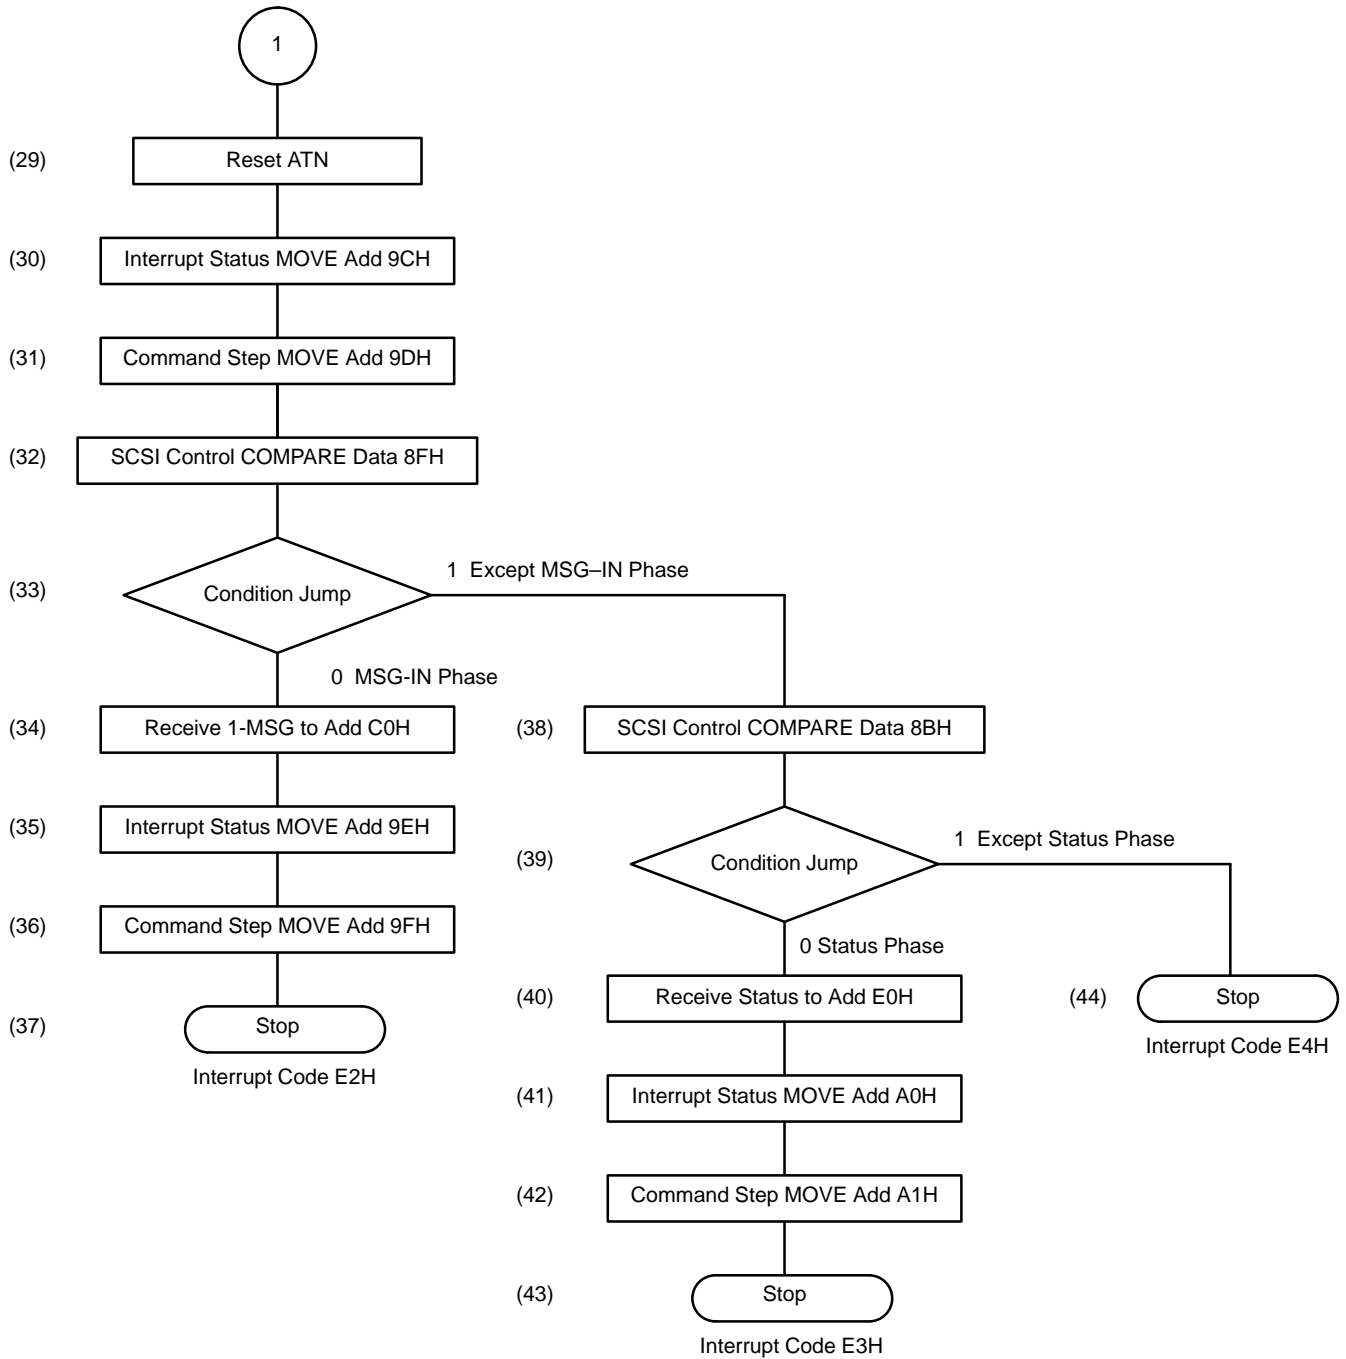 1
(29)
Reset ATN
(30)
Interrupt Status MOVE Add 9CH
(31)
Command Step MOVE Add 9DH
(32)
SCSI Control COMPARE Data 8FH
(33)
Condition Jump
1 Except MSG–IN Phase
0 MSG-IN Phase
(34)
Receive 1-MSG to Add C0H
(35)
Interrupt Status MOVE Add 9EH
(36)
Command Step MOVE Add 9FH
(37)
Stop
Interrupt Code E2H
(38)
SCSI Control COMPARE Data 8BH
(39)
Condition Jump
1 Except Status Phase
0 Status Phase
(40)
Receive Status to Add E0H
(41)
Interrupt Status MOVE Add A0H
(42)
Command Step MOVE Add A1H
(43)
Stop
Interrupt Code E3H
(44)
Stop
Interrupt Code E4H